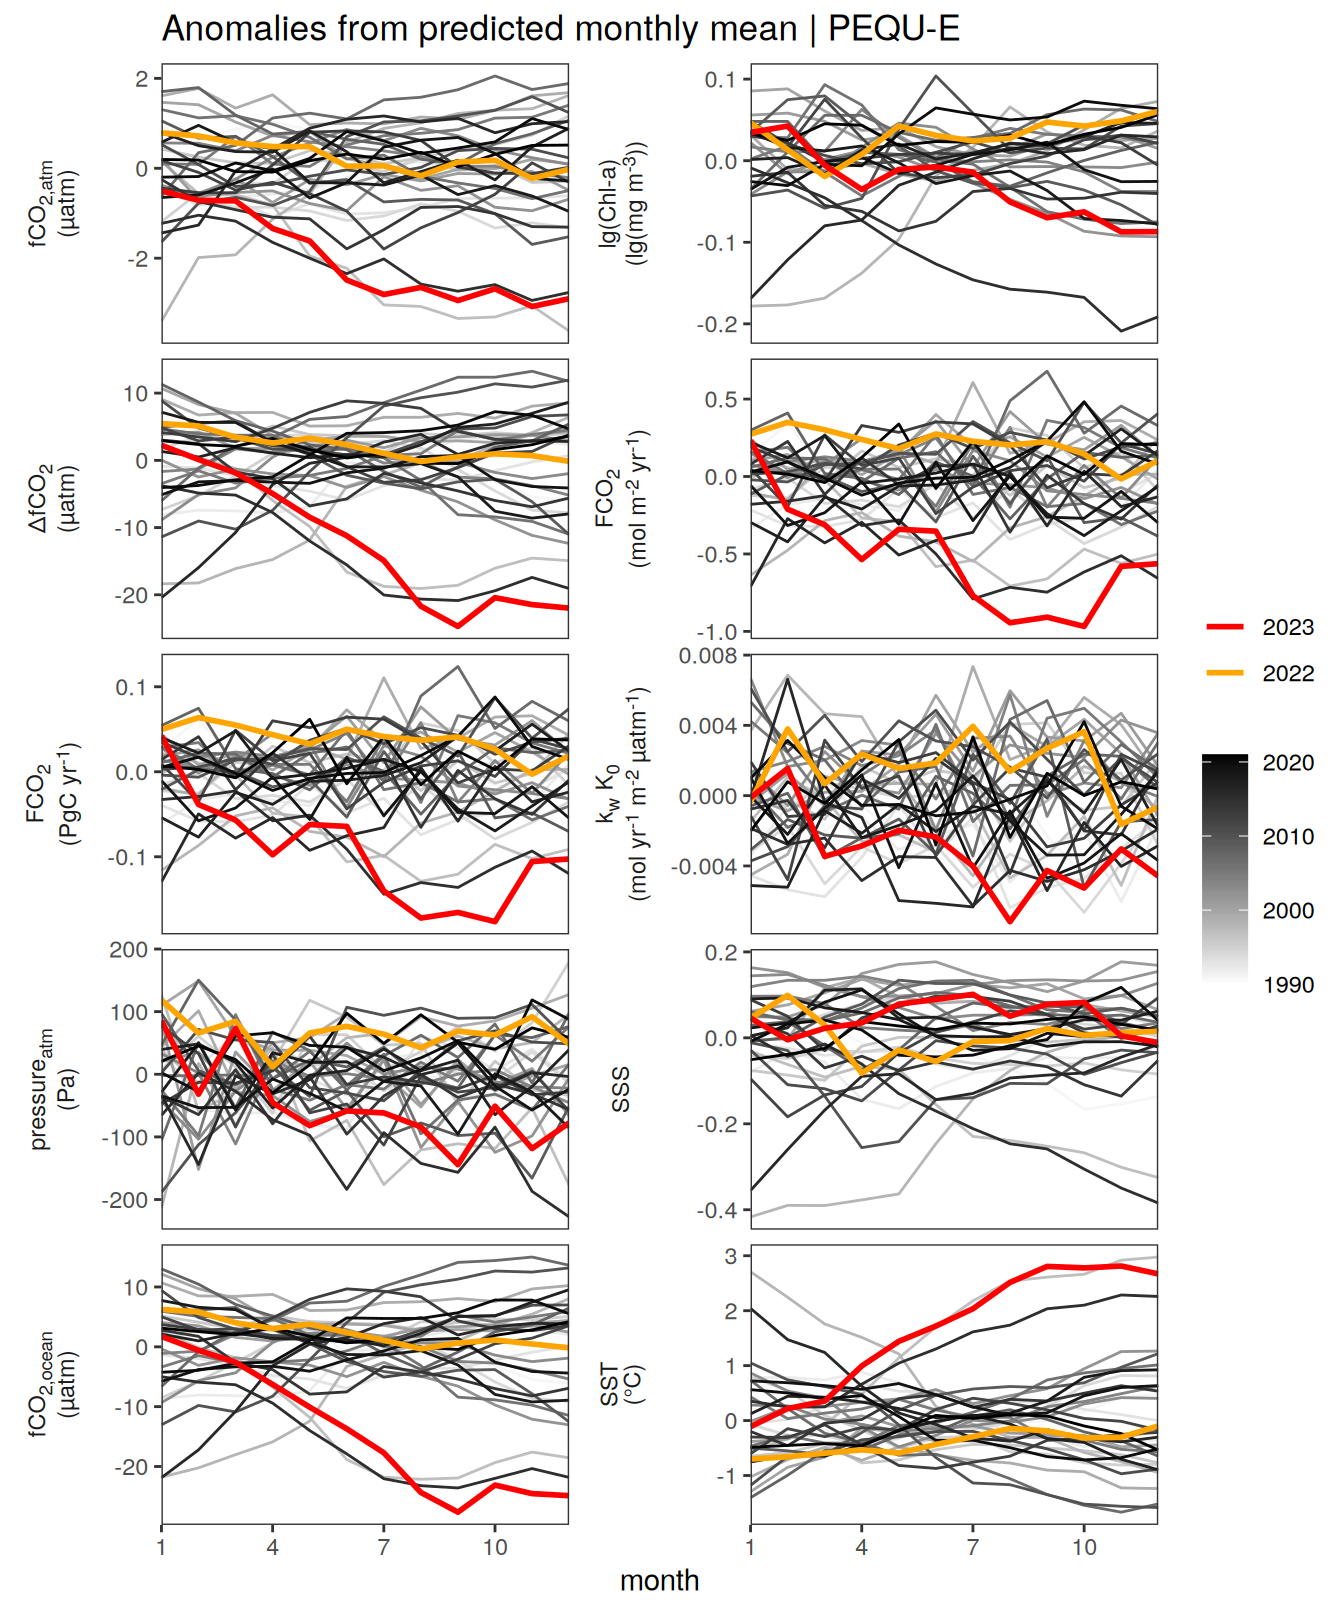 Anomalies from predicted monthly mean | PEQU-E
fCO2,atm
(µatm)
2
0
-2
lg(Chl-a)
(lg(mg m-3))
0.1
0.0
-0.1
-0.2
ΔfCO2
(µatm)
10
0
-10
-20
FCO2
(mol m-2 yr-1)
0.5
0.0
-0.5
-1.0
FCO2
(PgC yr-1)
0.1
0.0
-0.1
kw K0
(mol yr-1 m-2 µatm-1)
0.008
0.004
0.000
-0.004
pressureatm
(Pa)
200
100
0
-100
-200
SSS
0.2
0.0
-0.2
-0.4
fCO2,ocean
(µatm)
10
0
-10
-20
SST
(°C)
3
2
1
0
-1
1 4 7 10
1 4 7 10
month
2023
2022
2020
2010
2000
1990